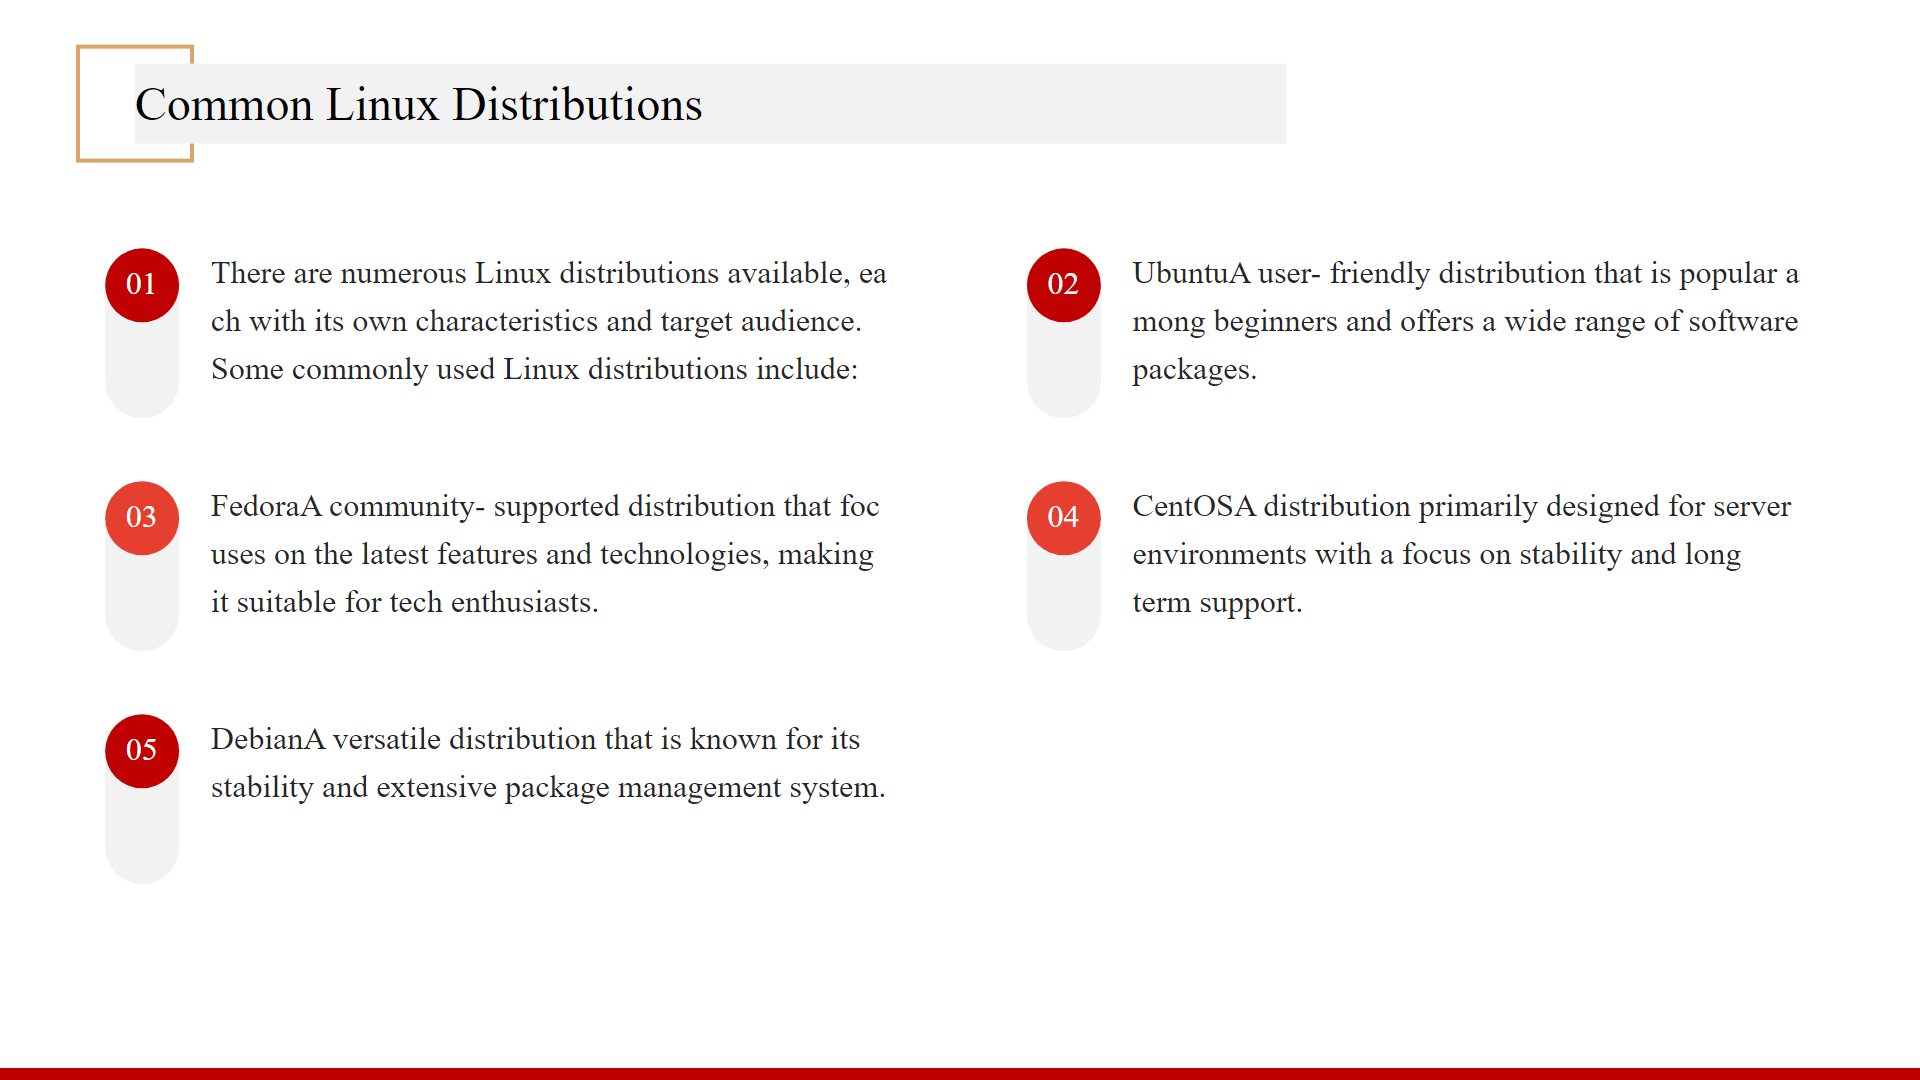 Common Linux Distributions
01
There are numerous Linux distributions available, ea
ch with its own characteristics and target audience.
Some commonly used Linux distributions include:
02
UbuntuA user- friendly distribution that is popular a
mong beginners and offers a wide range of software
packages.
03
FedoraA community- supported distribution that foc
uses on the latest features and technologies, making
it suitable for tech enthusiasts.
04
CentOSA distribution primarily designed for server
environments with a focus on stability and long
term support.
05
DebianA versatile distribution that is known for its
stability and extensive package management system.